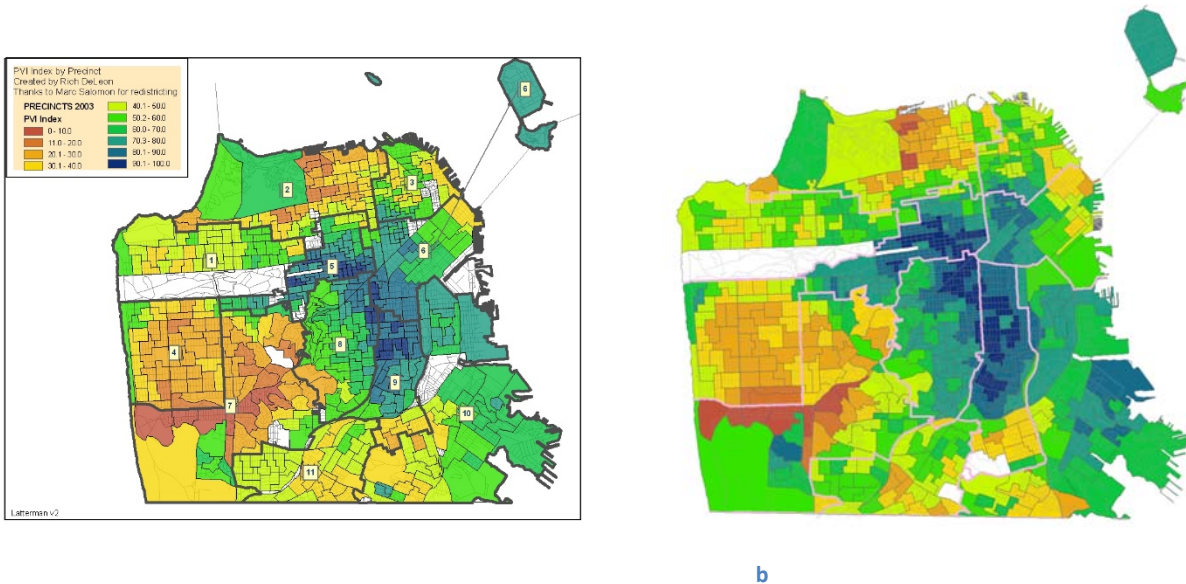 PVI Index by Precinct
Created by Rich DeLeon
Thanks to Marc Salomon for redistricting
PRECINCTS 2003
PVI Index
0 - 10.0
11.0 - 20.0
20.1 - 30.0
30.1 - 40.0
40.1 - 50.0
50.2 - 60.0
60.0 - 70.0
70.3 - 80.0
80.1 - 90.0
90.1 - 100.0
6
2
3
1
5
6
4
8
7
9
10
11
Latterman v2
b